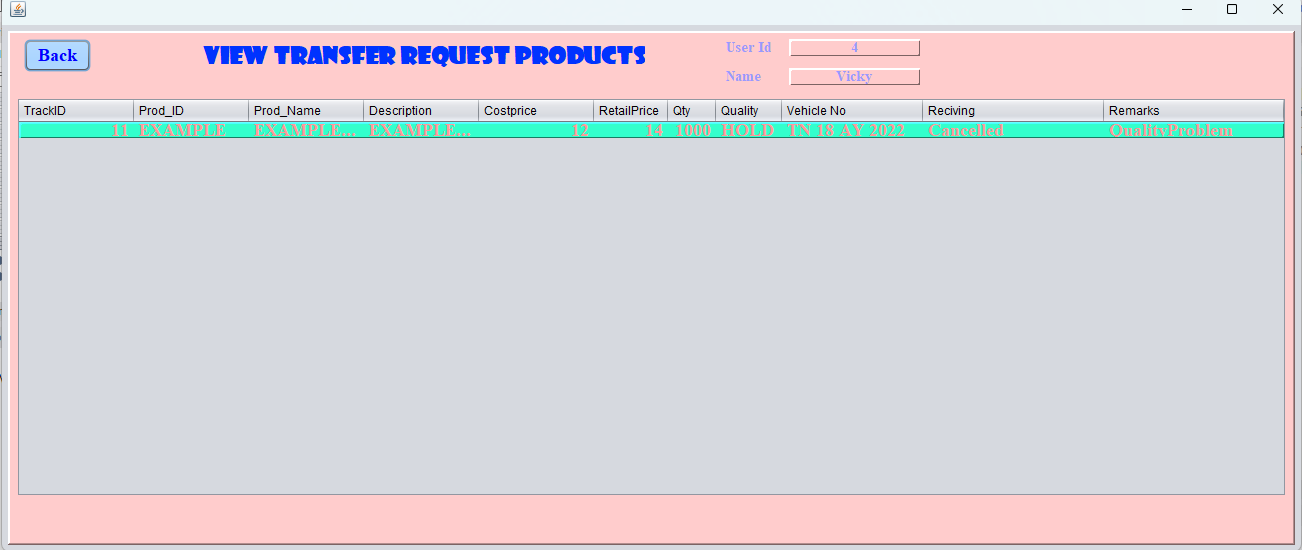 Back
VIEW TRANSFER REQUEST PRODUCTS
User Id 4
Name Vicky
TrackID Prod_ID Prod_Name Description Costprice RetailPrice Qty Quality Vehicle No Reciving Remarks
11 EXAMPLE EXAMPLE... EXAMPLE... 12 14 1000 HOLD TN 18 AY 2022 Cancelled QualityProblem